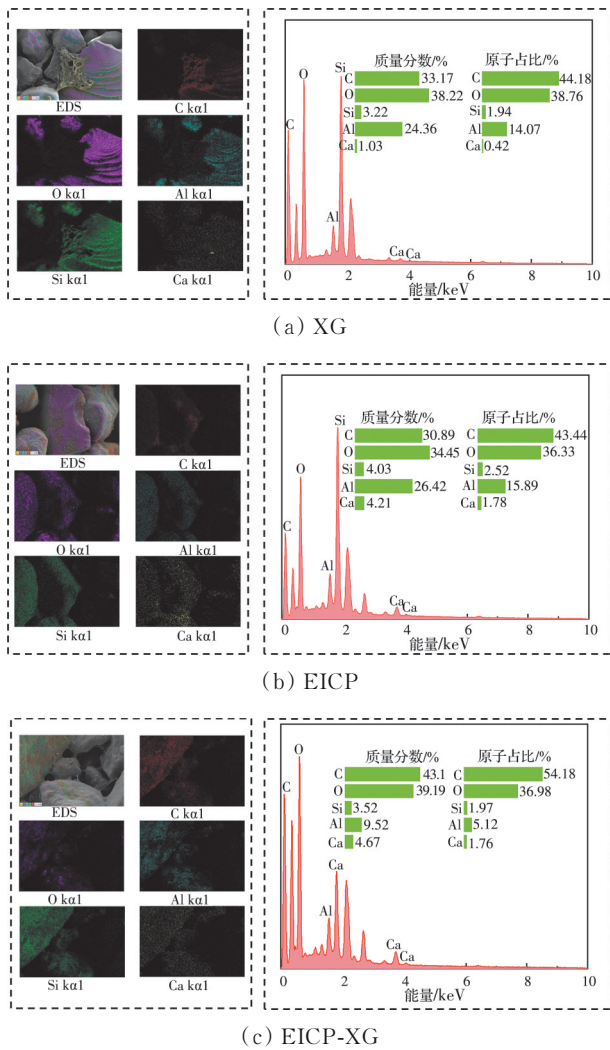 EDS
C kα1
O kα1
Al kα1
Si kα1
Ca kα1
C
O
Si
Al
Ca
Ca
质量分数/%
C 33.17
O 38.22
Si 3.22
Al 24.36
Ca 1.03
原子占比/%
C 44.18
O 38.76
Si 1.94
Al 14.07
Ca 0.42
0 2 4 6 8 10
能量/keV
(a) XG
EDS
C kα1
O kα1
Al kα1
Si kα1
Ca kα1
C
O
Si
Al
Ca
Ca
质量分数/%
C 30.89
O 34.45
Si 4.03
Al 26.42
Ca 4.21
原子占比/%
C 43.44
O 36.33
Si 2.52
Al 15.89
Ca 1.78
0 2 4 6 8 10
能量/keV
(b) EICP
EDS
C kα1
O kα1
Al kα1
Si kα1
Ca kα1
C
O
Ca
Al
Ca
Ca
质量分数/%
C 43.1
O 39.19
Si 3.52
Al 9.52
Ca 4.67
原子占比/%
C 54.18
O 36.98
Si 1.97
Al 5.12
Ca 1.76
0 2 4 6 8 10
能量/keV
(c) EICP-XG